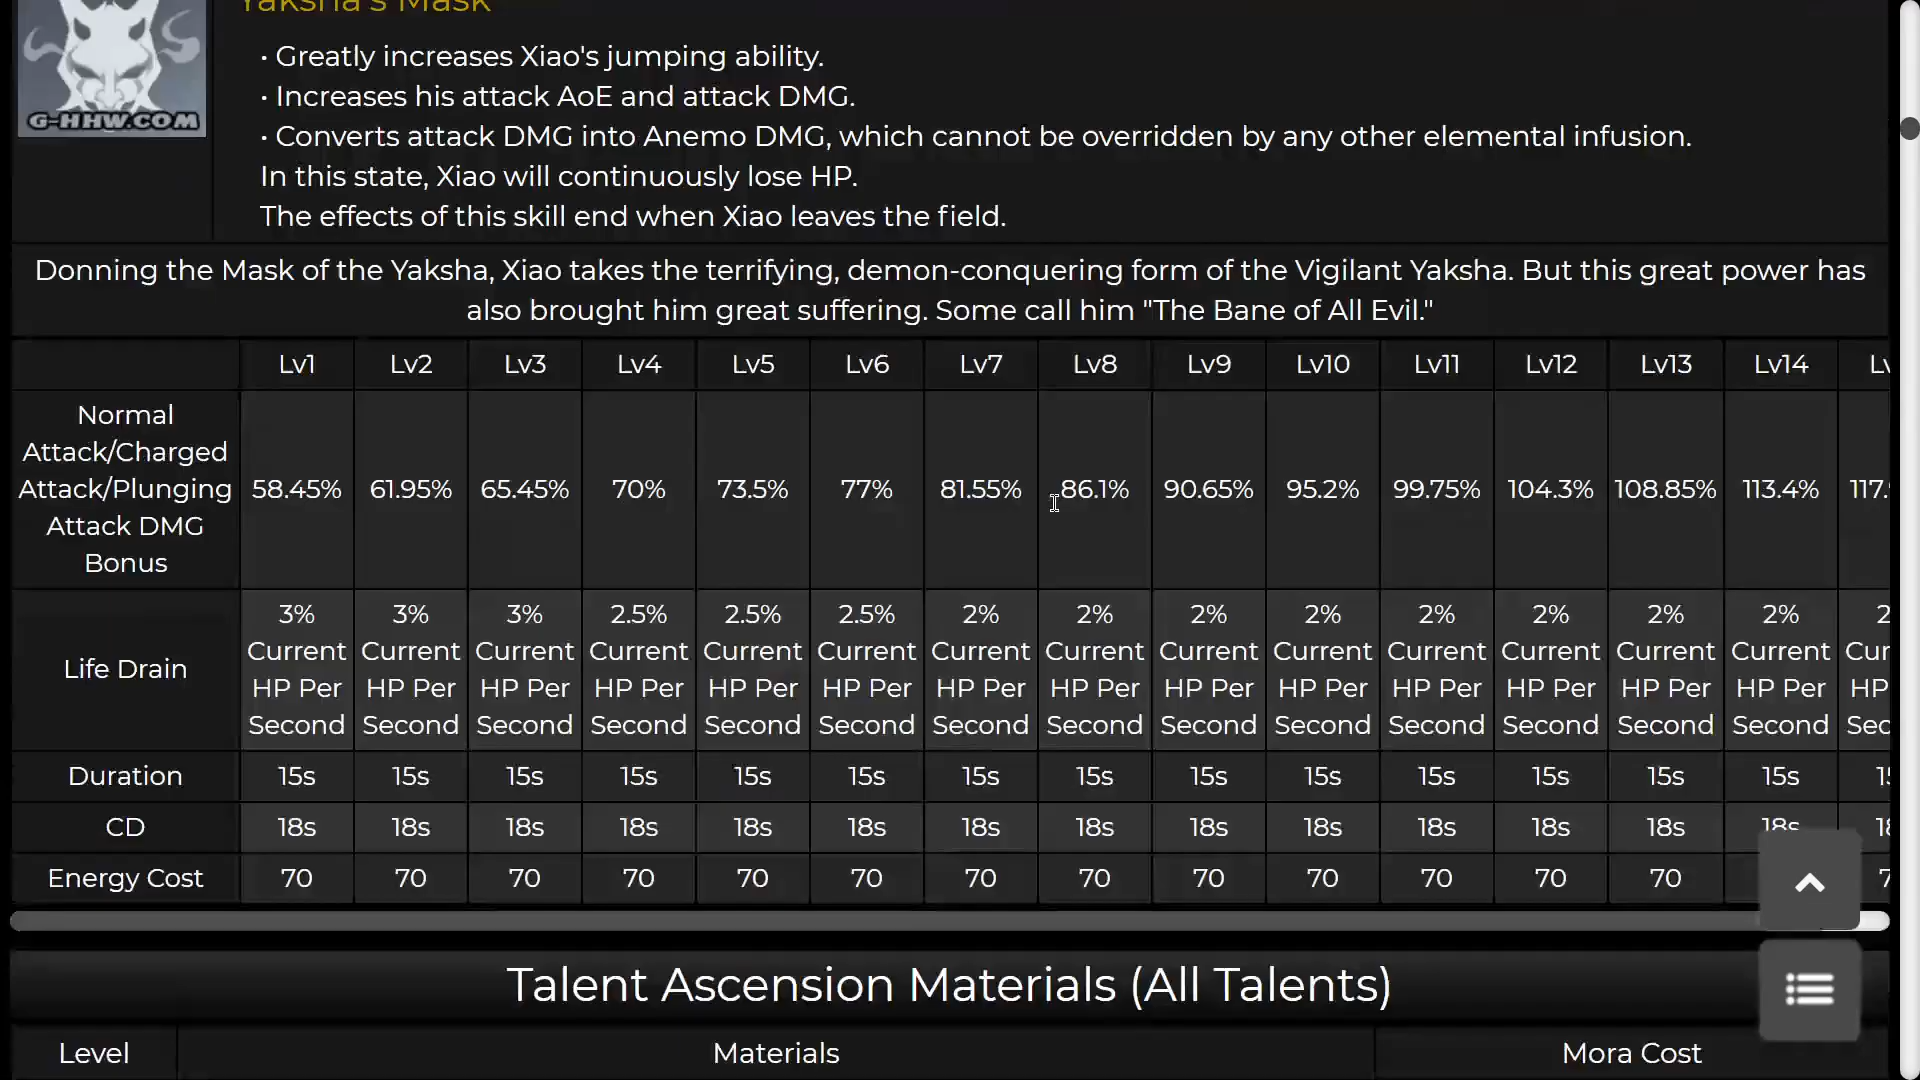 Yaksha's Mask
G-HHW.COM
· Greatly increases Xiao's jumping ability.
· Increases his attack AoE and attack DMG.
· Converts attack DMG into Anemo DMG, which cannot be overridden by any other elemental infusion.
In this state, Xiao will continuously lose HP.
The effects of this skill end when Xiao leaves the field.
Donning the Mask of the Yaksha, Xiao takes the terrifying, demon-conquering form of the Vigilant Yaksha. But this great power has
also brought him great suffering. Some call him "The Bane of All Evil."
Lv1 Lv2 Lv3 Lv4 Lv5 Lv6 Lv7 Lv8 Lv9 Lv10 Lv11 Lv12 Lv13 Lv14
Normal
Attack/Charged
Attack/Plunging 58.45% 61.95% 65.45% 70% 73.5% 77% 81.55% 86.1% 90.65% 95.2% 99.75% 104.3% 108.85% 113.4% 117.
Attack DMG
Bonus
3% 3% 3% 2.5% 2.5% 2.5% 2% 2% 2% 2% 2% 2% 2% 2% 2
Current Current Current Current Current Current Current Current Current Current Current Current Current Current Cur
Life Drain
HP Per HP Per HP Per HP Per HP Per HP Per HP Per HP Per HP Per HP Per HP Per HP Per HP Per HP Per HP
Second Second Second Second Second Second Second Second Second Second Second Second Second Second Sec
Duration 15s 15s 15s 15s 15s 15s 15s 15s 15s 15s 15s 15s 15s 15s 15
CD 18s 18s 18s 18s 18s 18s 18s 18s 18s 18s 18s 18s 18s 18s 18
Energy Cost 70 70 70 70 70 70 70 70 70 70 70 70 70 7
Talent Ascension Materials (All Talents)
Level Materials Mora Cost